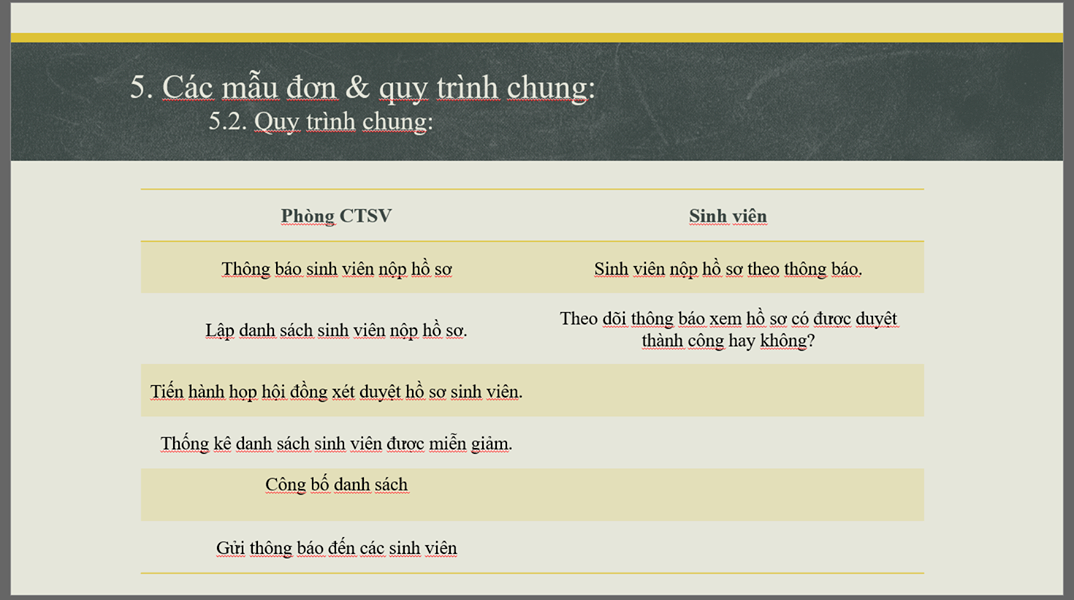 5. Các mẫu đơn & quy trình chung:
5.2. Quy trình chung:
Phòng CTSV
Sinh viên
Thông báo sinh viên nộp hồ sơ
Sinh viên nộp hồ sơ theo thông báo.
Lập danh sách sinh viên nộp hồ sơ.
Theo dõi thông báo xem hồ sơ có được duyệt
thành công hay không?
Tiến hành họp hội đồng xét duyệt hồ sơ sinh viên.
Thống kê danh sách sinh viên được miễn giảm.
Công bố danh sách
Gửi thông báo đến các sinh viên